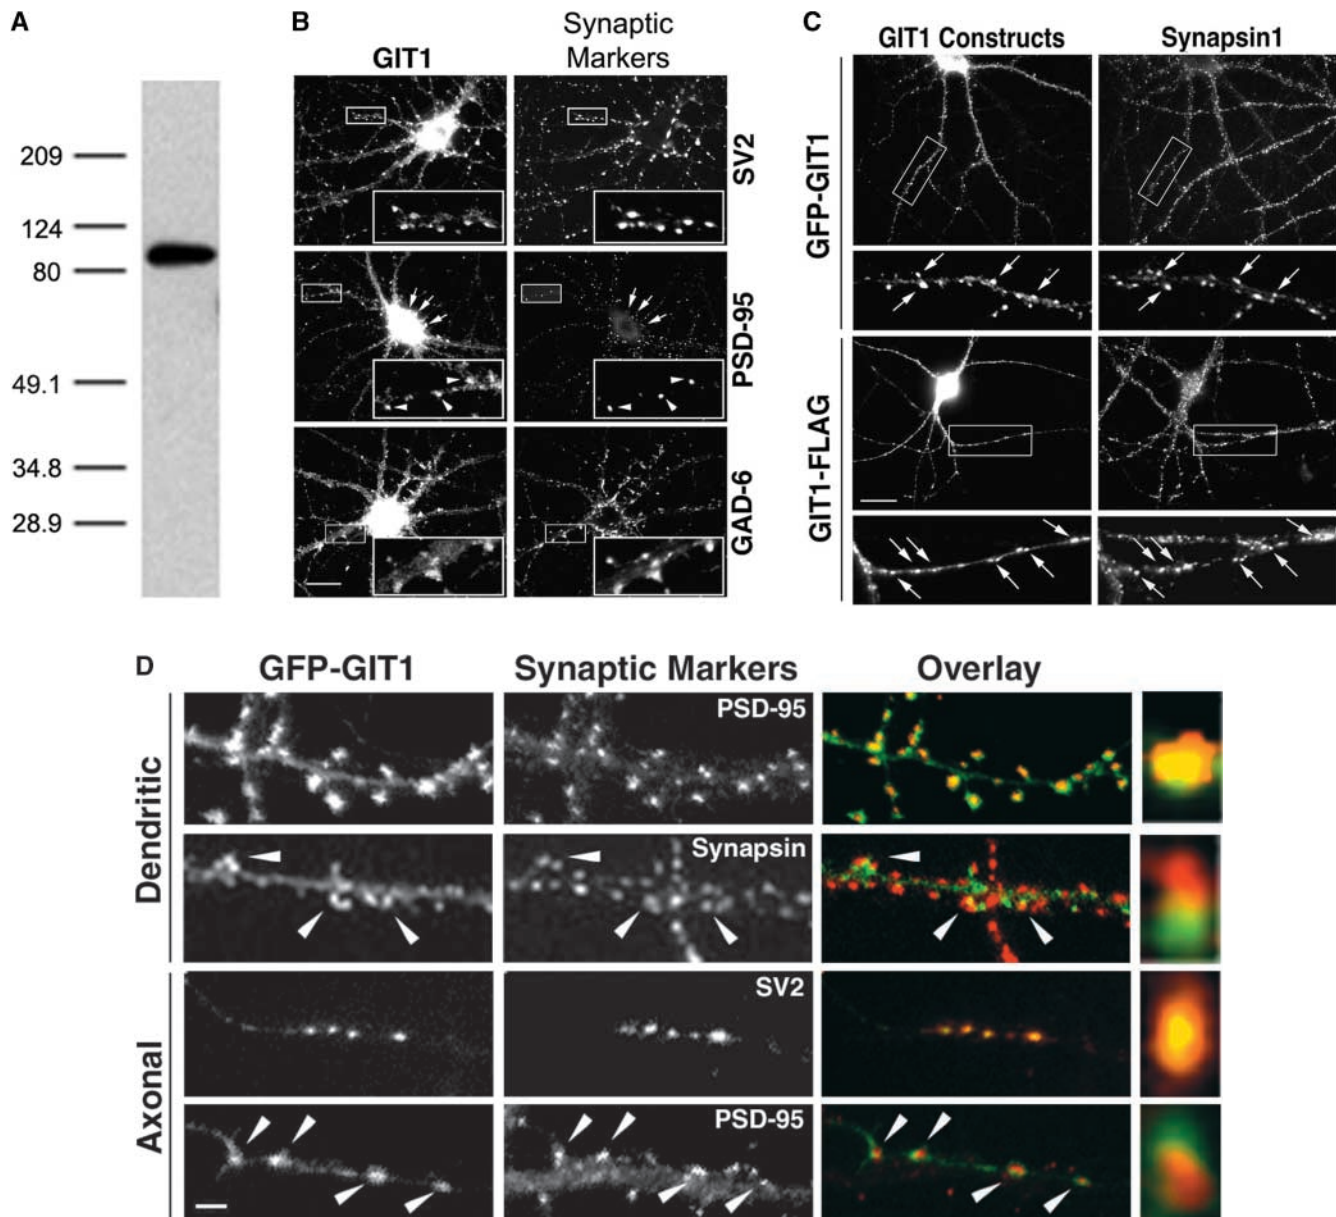 A
209
124
80
49.1
34.8
28.9
B
Synaptic
GIT1 Markers
SV2
PSD-95
GAD-6
C
GIT1 Constructs Synapsin1
GFP-GIT1
GIT1-FLAG
D GFP-GIT1 Synaptic Markers Overlay
Dendritic
PSD-95
Synapsin
Axonal
SV2
PSD-95